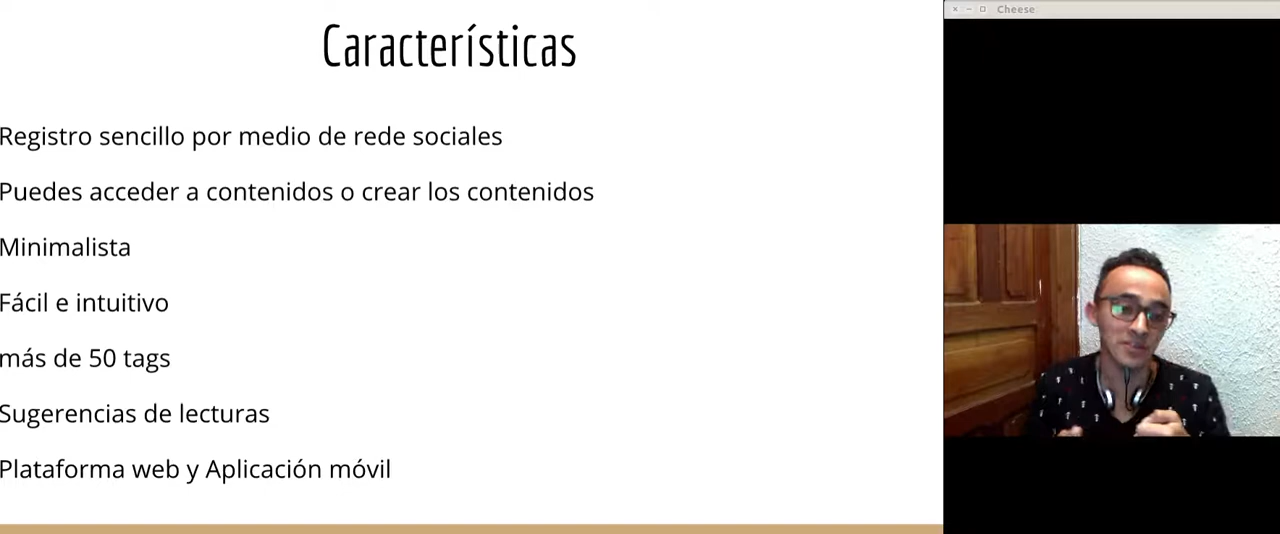 Características
Cheese
Registro sencillo por medio de rede sociales
Puedes acceder a contenidos o crear los contenidos
Minimalista
Fácil e intuitivo
más de 50 tags
Sugerencias de lecturas
Plataforma web y Aplicación móvil